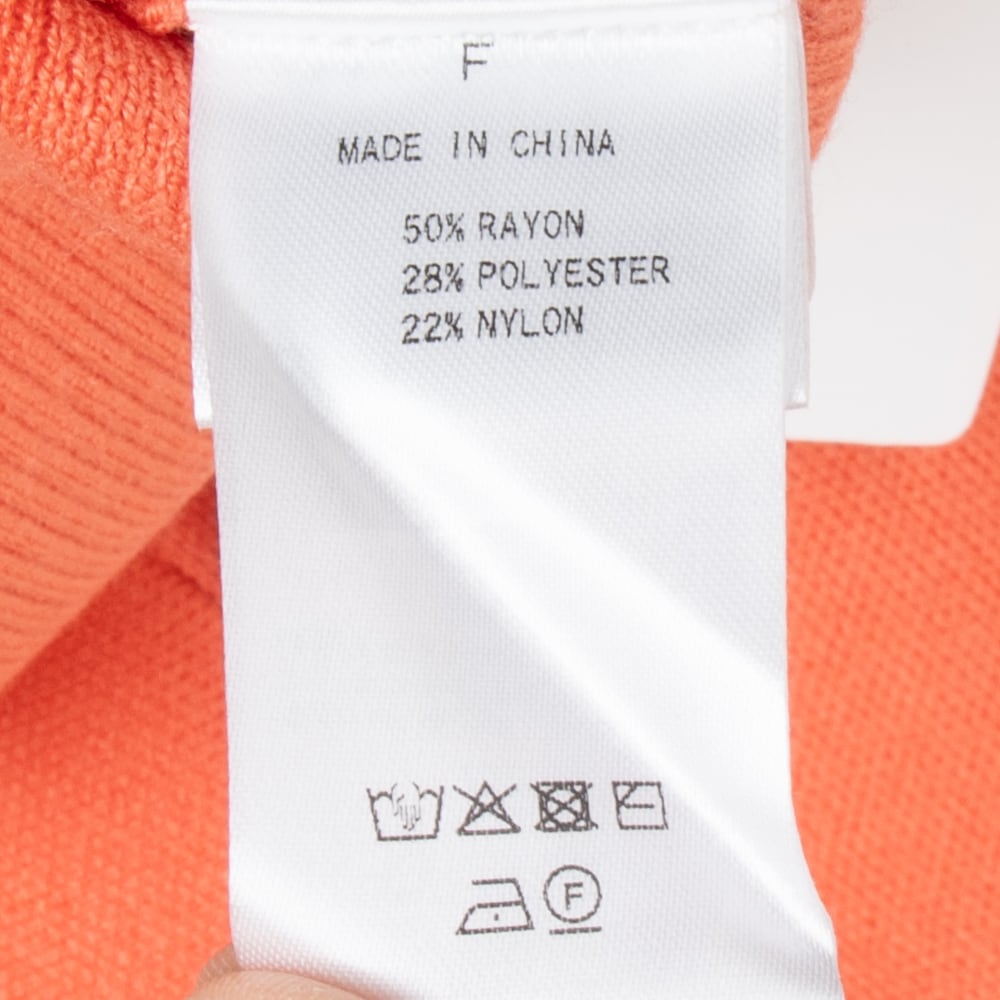 F
MADE IN CHINA
50% RAYON
28% POLYESTER
22% NYLON
F